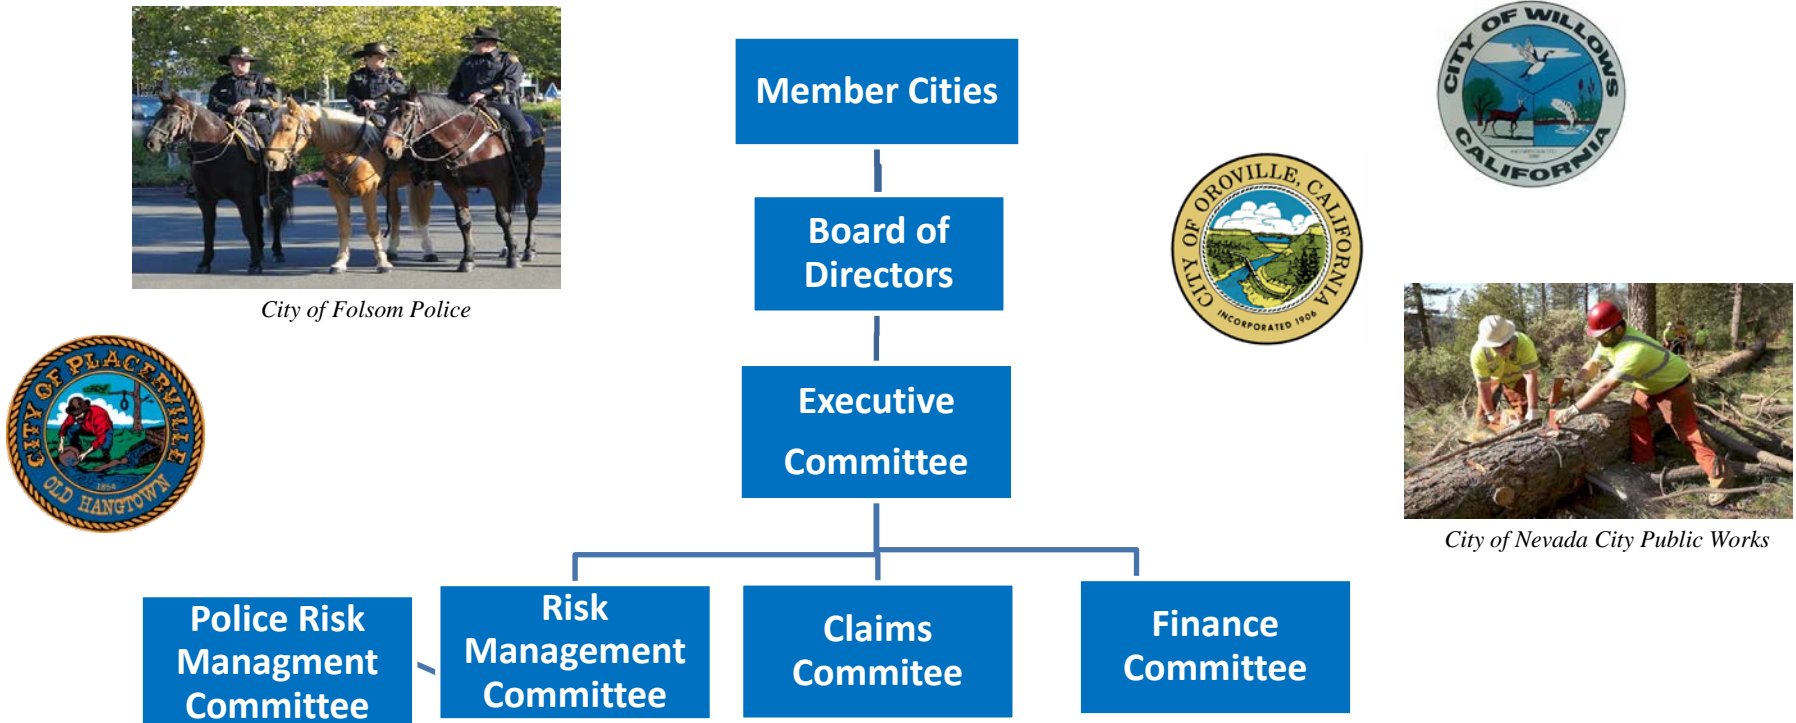 Member Cities
Board of
Directors
Executive
Committee
Police Risk
Managment
Committee
Risk
Management
Committee
Claims
Commitee
Finance
Committee
City of Folsom Police
CITY OF PLACERVILLE
1854
OLD HANGTOWN
CITY OF OROVILLE, CALIFORNIA
INCORPORATED 1906
CITY OF WILLOWS
CALIFORNIA
City of Nevada City Public Works